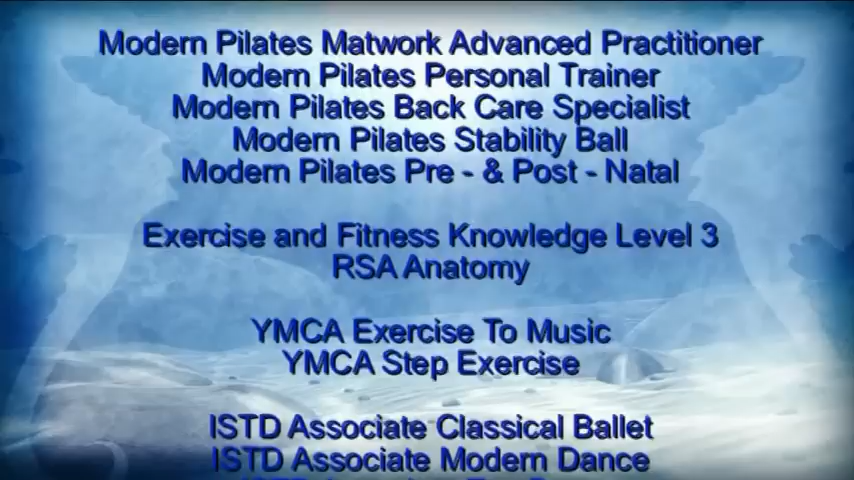 Modern Pilates Matwork Advanced Practitioner
Modern Pilates Personal Trainer
Modern Pilates Back Care Specialist
Modern Pilates Stability Ball
Modern Pilates Pre - & Post - Natal
Exercise and Fitness Knowledge Level 3
RSA Anatomy
YMCA Exercise To Music
YMCA Step Exercise
ISTD Associate Classical Ballet
ISTD Associate Modern Dance